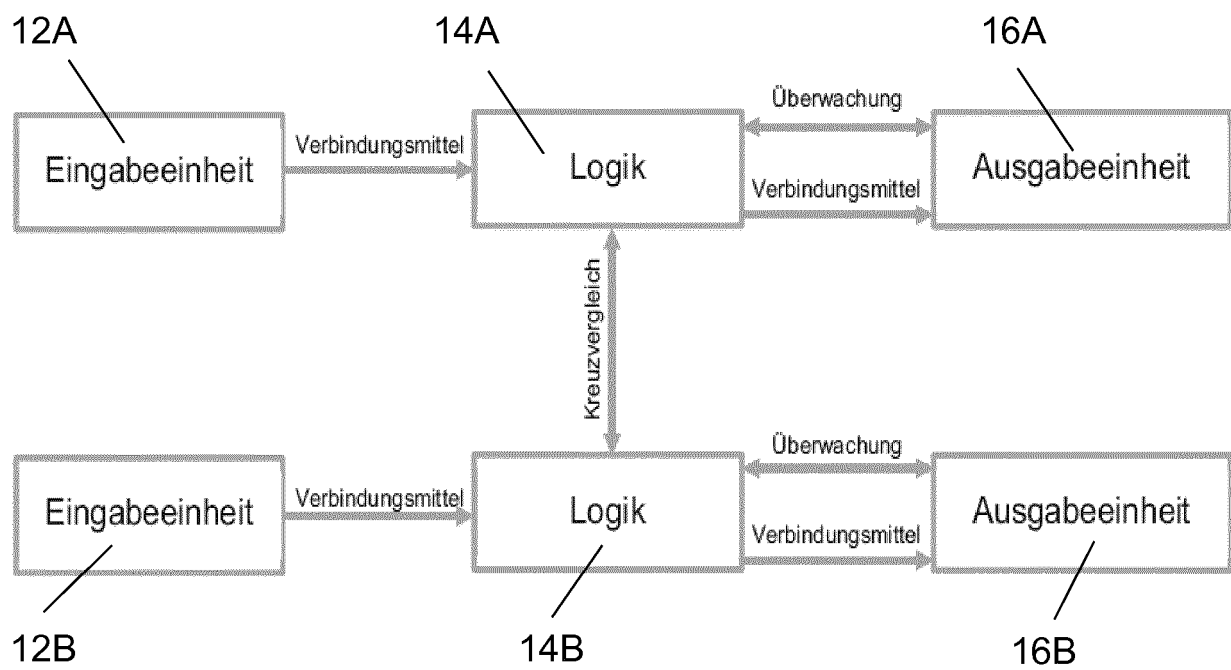 12A
14A
16A
Eingabeeinheit
Verbindungsmittel
Logik
Überwachung
Verbindungsmittel
Ausgabeeinheit
Kreuzvergleich
Eingabeeinheit
Verbindungsmittel
Logik
Überwachung
Verbindungsmittel
Ausgabeeinheit
12B
14B
16B